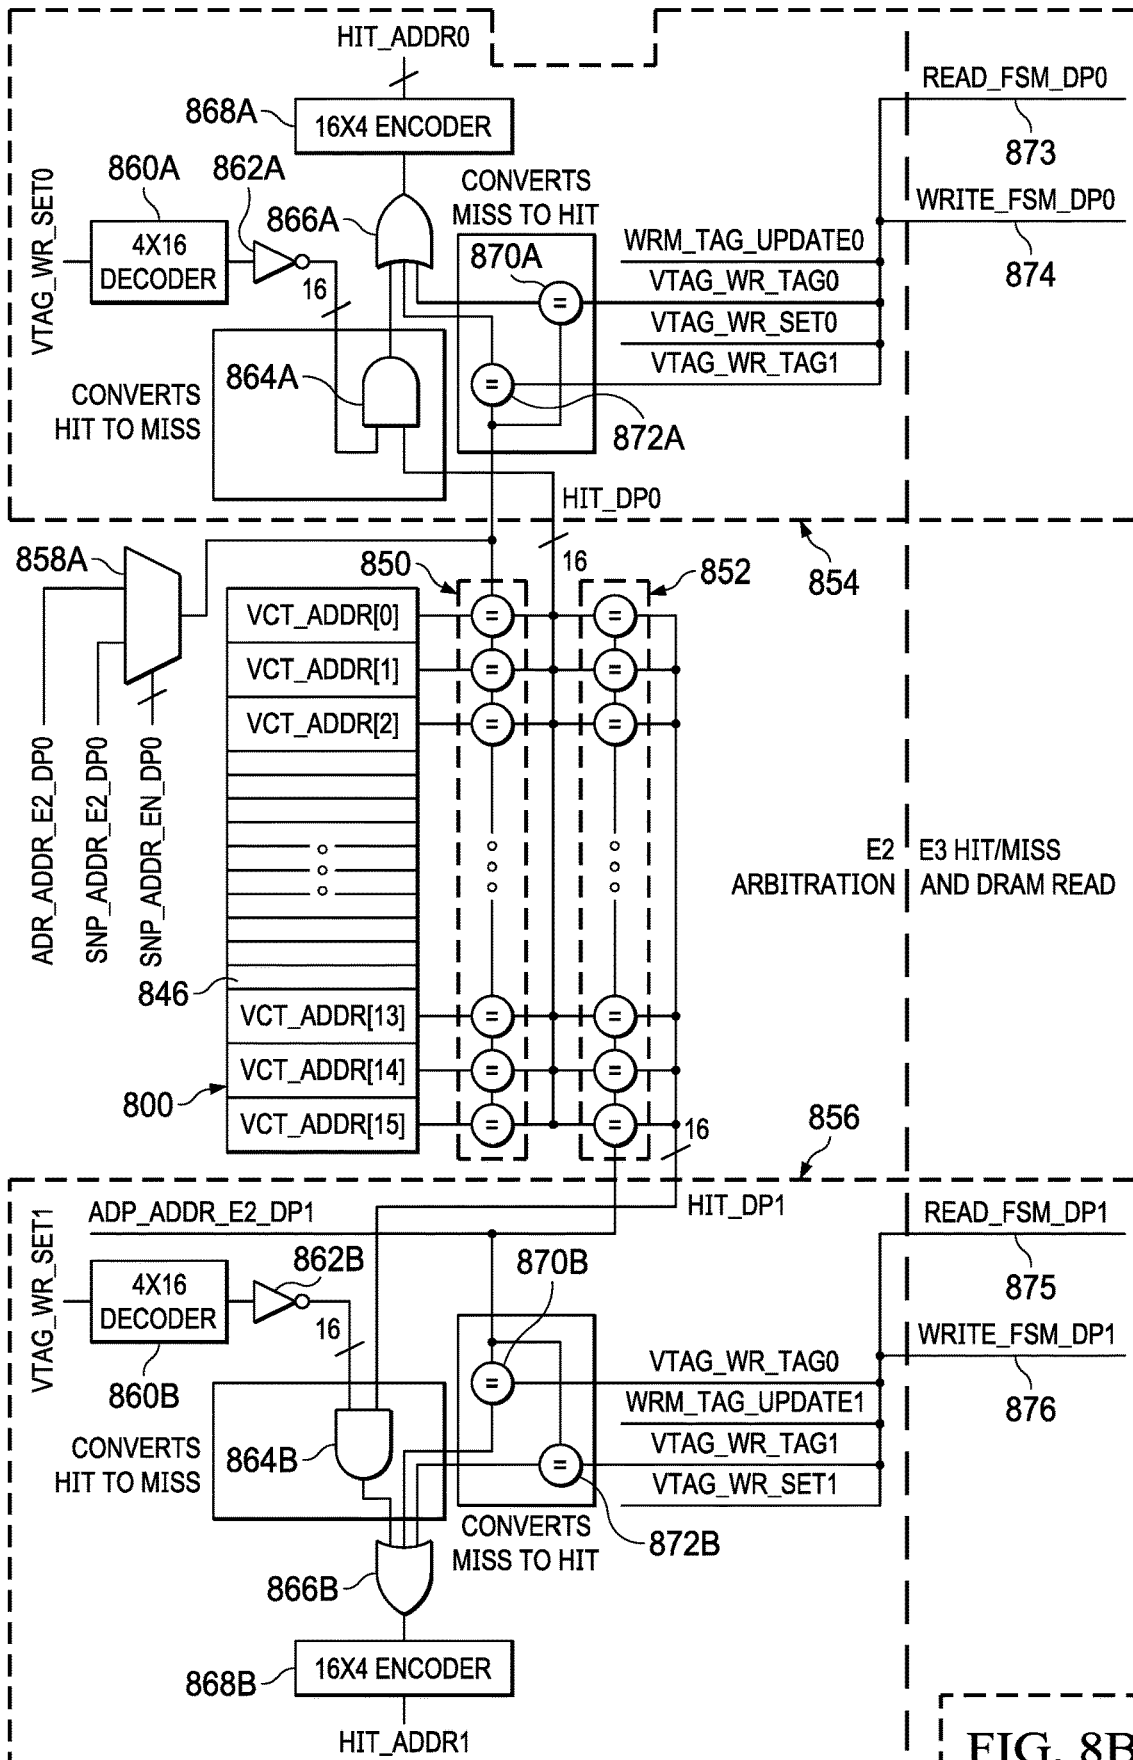 HIT_ADDR0
READ_FSM_DP0
868A
16X4 ENCODER
873
860A
862A
CONVERTS
MISS TO HIT
VTAG_WR_SET0
866A
WRITE_FSM_DP0
4X16
DECODER
870A
=
WRM_TAG_UPDATE0
874
16
VTAG_WR_TAG0
VTAG_WR_SET0
VTAG_WR_TAG1
864A
=
CONVERTS
HIT TO MISS
872A
HIT_DP0
858A
850
16
852
854
VCT_ADDR[0]
=
=
VCT_ADDR[1]
=
=
VCT_ADDR[2]
=
=
ADR_ADDR_E2_DP0
SNP_ADDR_E2_DP0
SNP_ADDR_EN_DP0
E2
ARBITRATION
E3 HIT/MISS
AND DRAM READ
846
VCT_ADDR[13]
=
=
VCT_ADDR[14]
=
=
800
VCT_ADDR[15]
=
=
16
856
VTAG_WR_SET1
ADP_ADDR_E2_DP1
HIT_DP1
READ_FSM_DP1
862B
870B
4X16
DECODER
875
16
WRITE_FSM_DP1
860B
=
VTAG_WR_TAG0
WRM_TAG_UPDATE1
876
CONVERTS
HIT TO MISS
864B
=
VTAG_WR_TAG1
VTAG_WR_SET1
CONVERTS
MISS TO HIT
872B
866B
868B
16X4 ENCODER
HIT_ADDR1
FIG. 8B